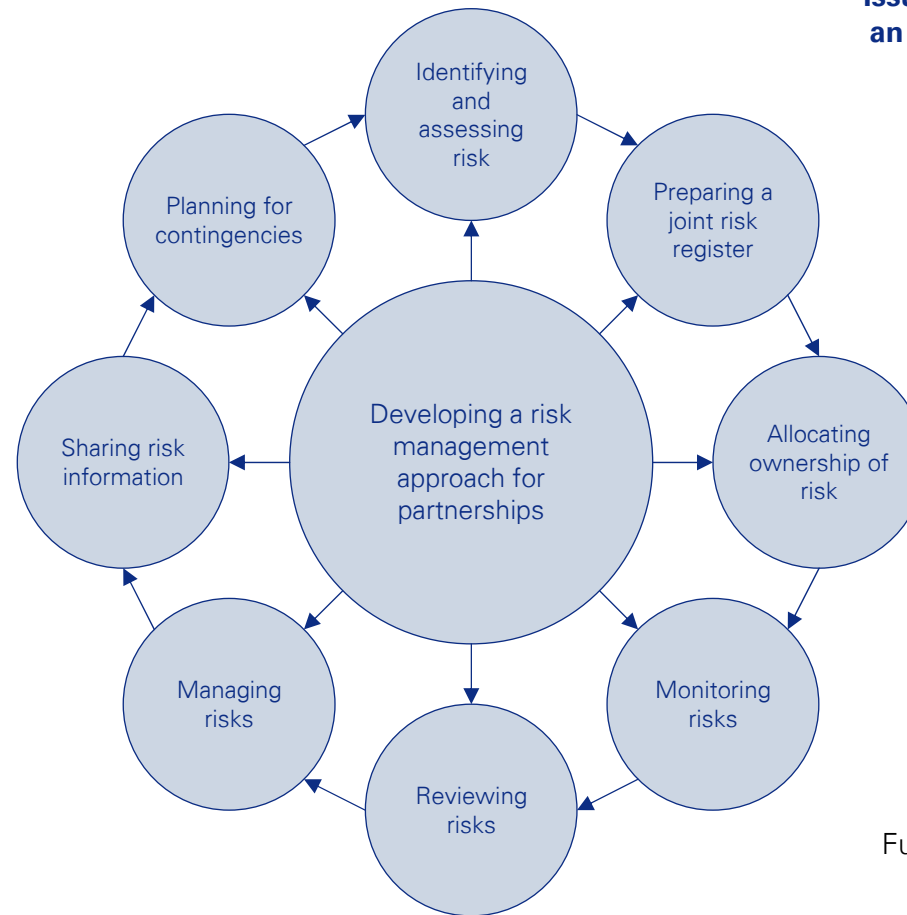 an
Identifying
and
assessing
risk
Preparing a
joint risk
register
Allocating
ownership of
risk
Monitoring
risks
Reviewing
risks
Managing
risks
Sharing risk
information
Planning for
contingencies
Developing a risk
management
approach for
partnerships